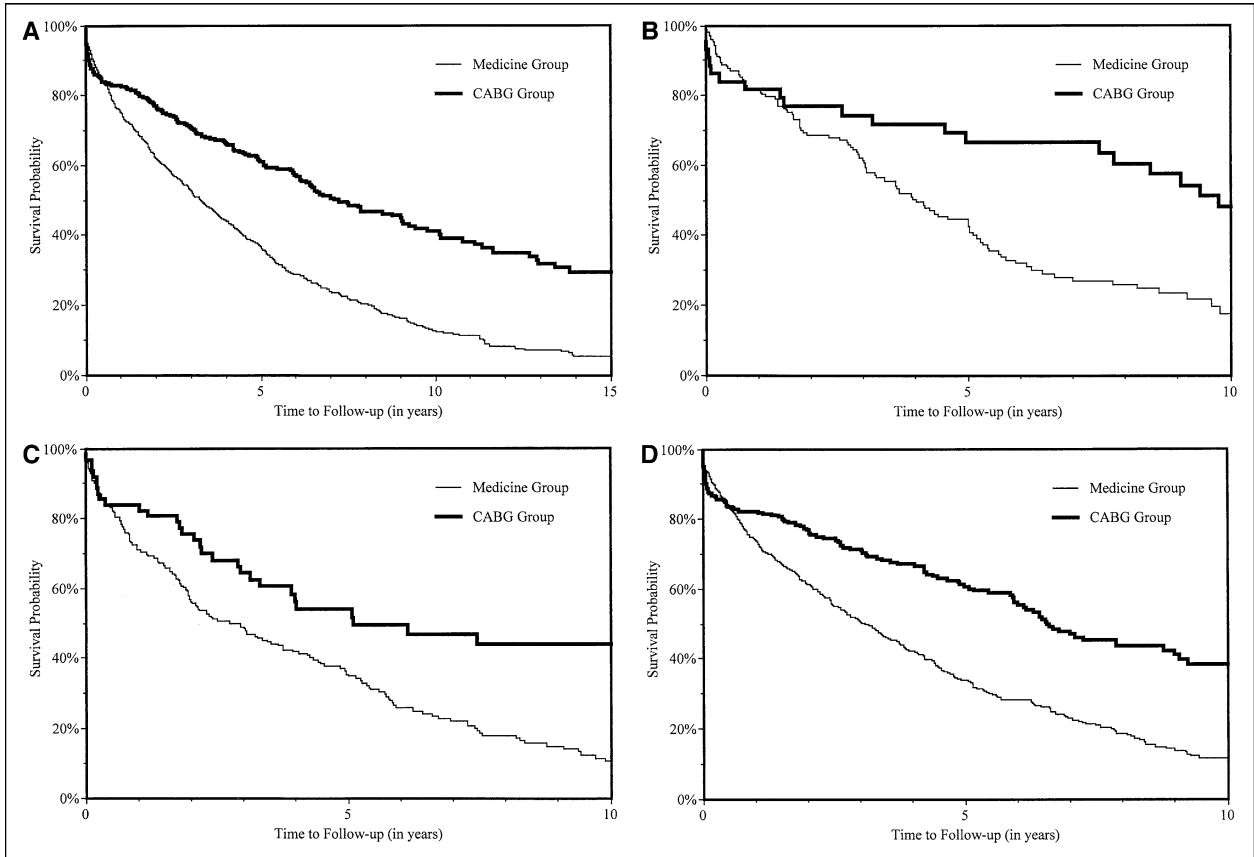 A
100%
80%
60%
40%
20%
0%
Survival Probability
Medicine Group
CABG Group
0
5
10
15
Time to Follow-up (in years)
B
100%
80%
60%
40%
20%
0%
Survival Probability
Medicine Group
CABG Group
0
5
10
Time to Follow-up (in years)
C
100%
80%
60%
40%
20%
0%
Survival Probability
Medicine Group
CABG Group
0
5
10
Time to Follow-up (in years)
D
100%
80%
60%
40%
20%
0%
Survival Probability
Medicine Group
CABG Group
0
5
10
Time to Follow-up (in years)